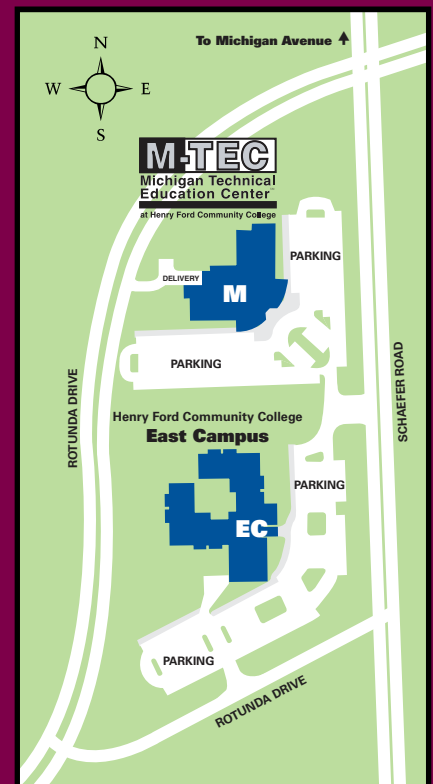 To Michigan Avenue
N
W
E
S
M-TEC
Michigan Technical
Education Center™
at Henry Ford Community College
PARKING
DELIVERY
M
PARKING
ROTUNDA DRIVE
SCHAEFER ROAD
Henry Ford Community College
East Campus
PARKING
EC
PARKING
ROTUNDA DRIVE